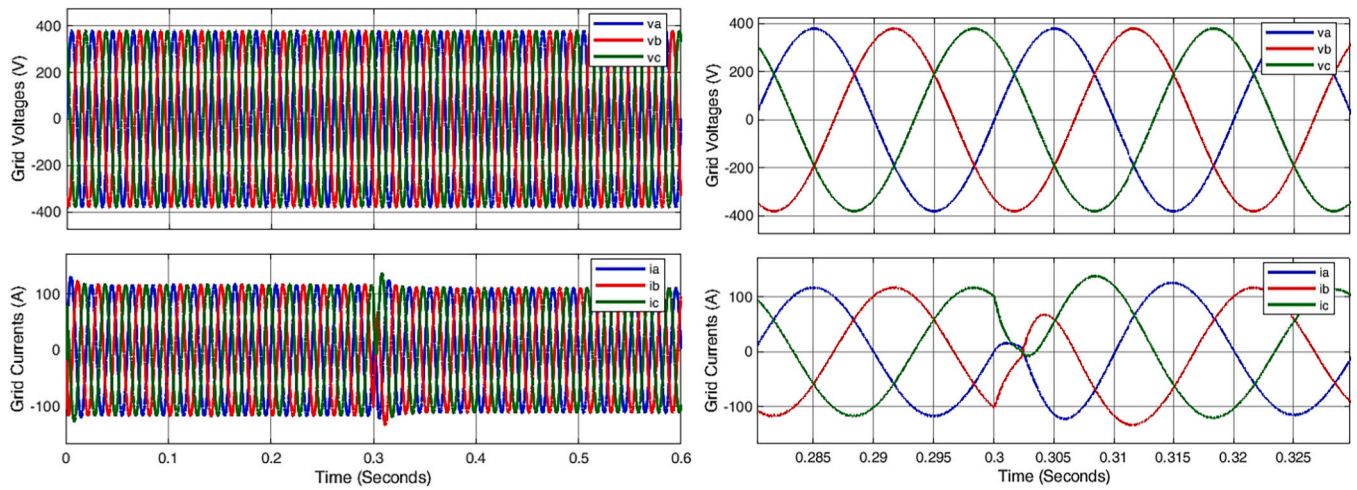 400
200
0
-200
-400
Grid Voltages (V)
va
vb
vc
100
0
-100
Grid Currents (A)
ia
ib
ic
0
0.1
0.2
0.3
0.4
0.5
0.6
Time (Seconds)
400
200
0
-200
-400
Grid Voltages (V)
va
vb
vc
100
0
-100
Grid Currents (A)
ia
ib
ic
0.285
0.29
0.295
0.3
0.305
0.31
0.315
0.32
0.325
Time (Seconds)